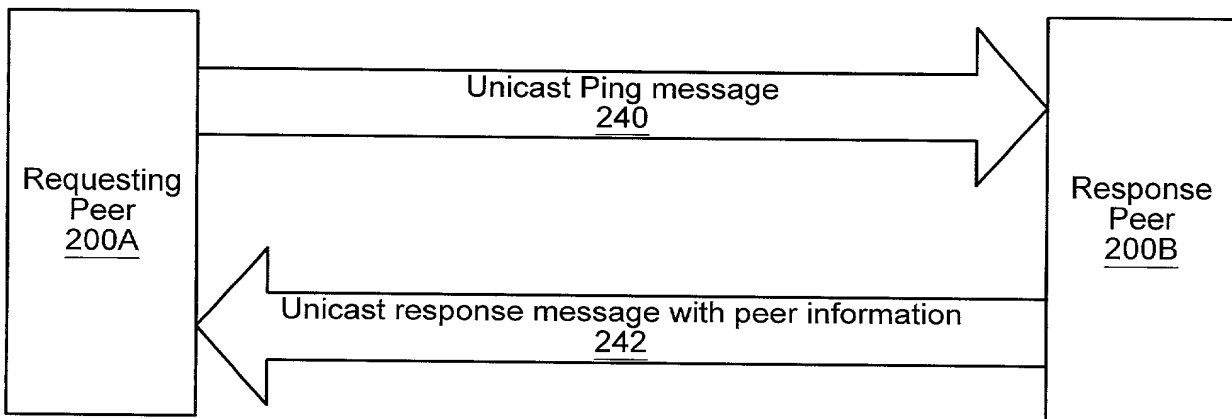 Requesting
Peer
200A
Unicast Ping message
240
Unicast response message with peer information
242
Response
Peer
200B